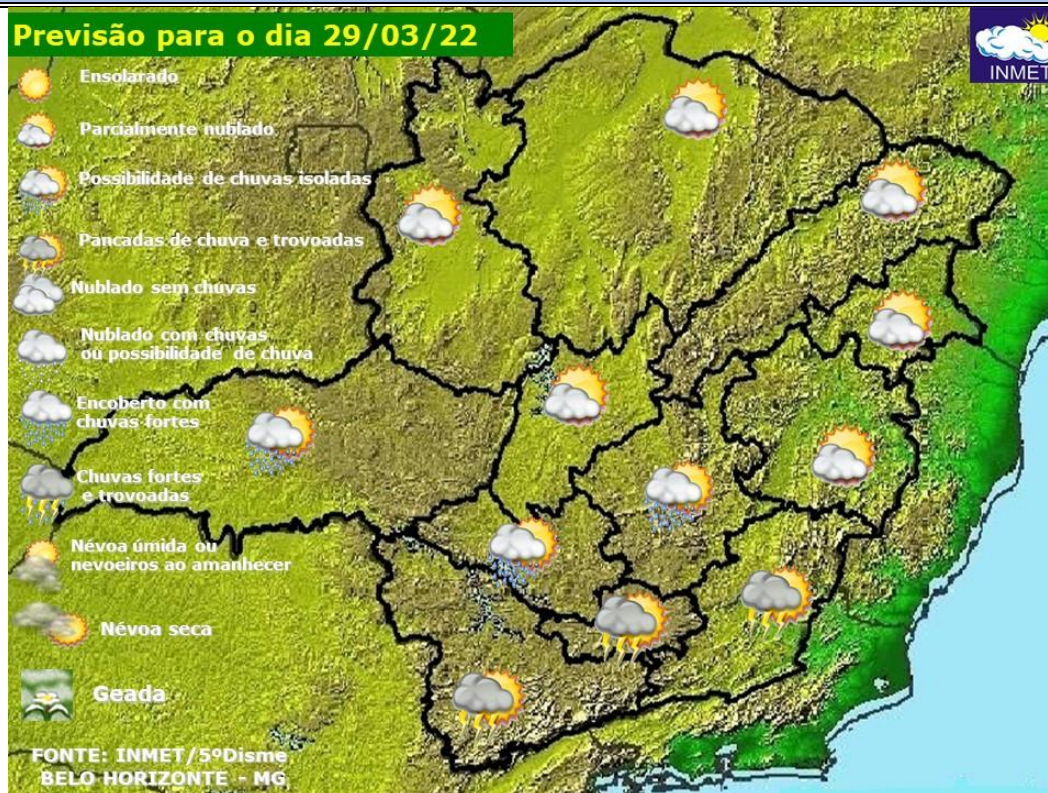 Previsão para o dia 29/03/22
INMET
Ensolarado
Parcialmente nublado
Possibilidade de chuvas isoladas
Pancadas de chuva e trovoadas
Nublado sem chuvas
Nublado com chuvas
ou possibilidade de chuva
Encoberto com
chuvas fortes
Chuvas fortes
e trovoadas
Névoa úmida ou
nevoeiros ao amanhecer
Névoa seca
Geada
FONTE: INMET/5ºDisme
BELO HORIZONTE - MG